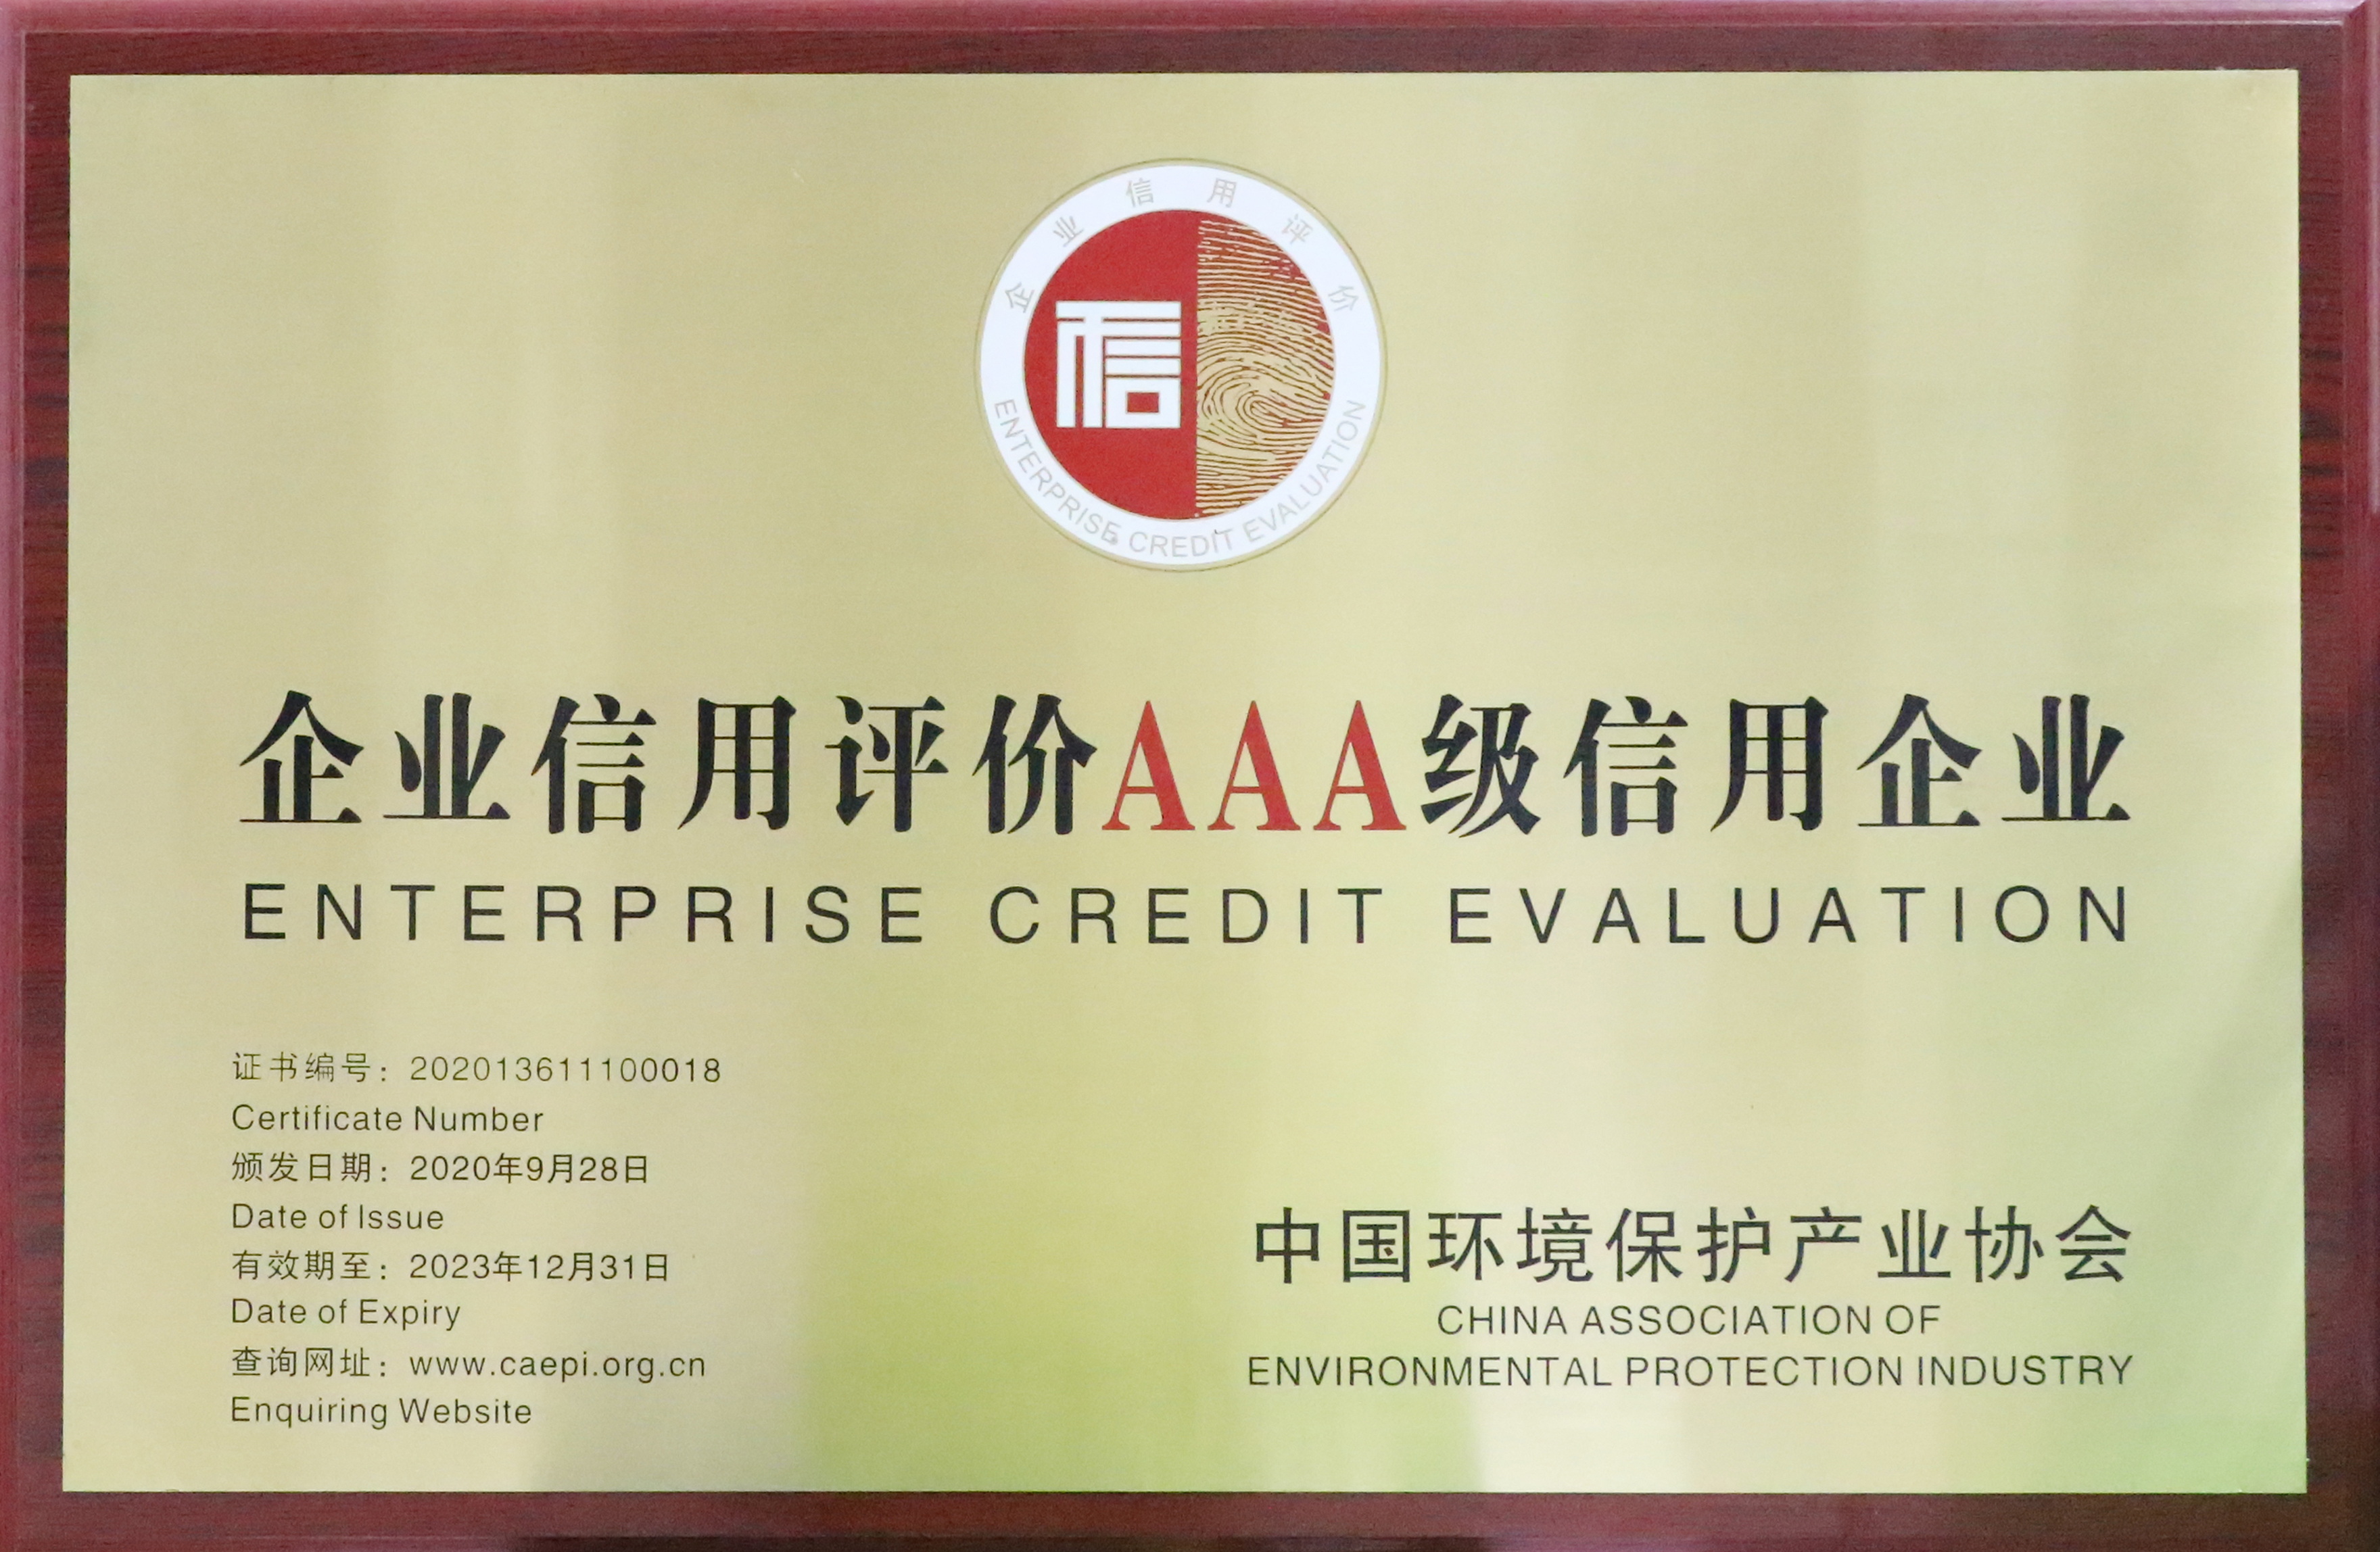 企业信用评价
信
ENTERPRISE CREDIT EVALUATION
企业信用评价AAA级信用企业
ENTERPRISE CREDIT EVALUATION
证书编号：202013611100018
Certificate Number
颁发日期：2020年9月28日
Date of Issue
有效期至：2023年12月31日
Date of Expiry
查询网址：www.caepi.org.cn
Enquiring Website
中国环境保护产业协会
CHINA ASSOCIATION OF
ENVIRONMENTAL PROTECTION INDUSTRY